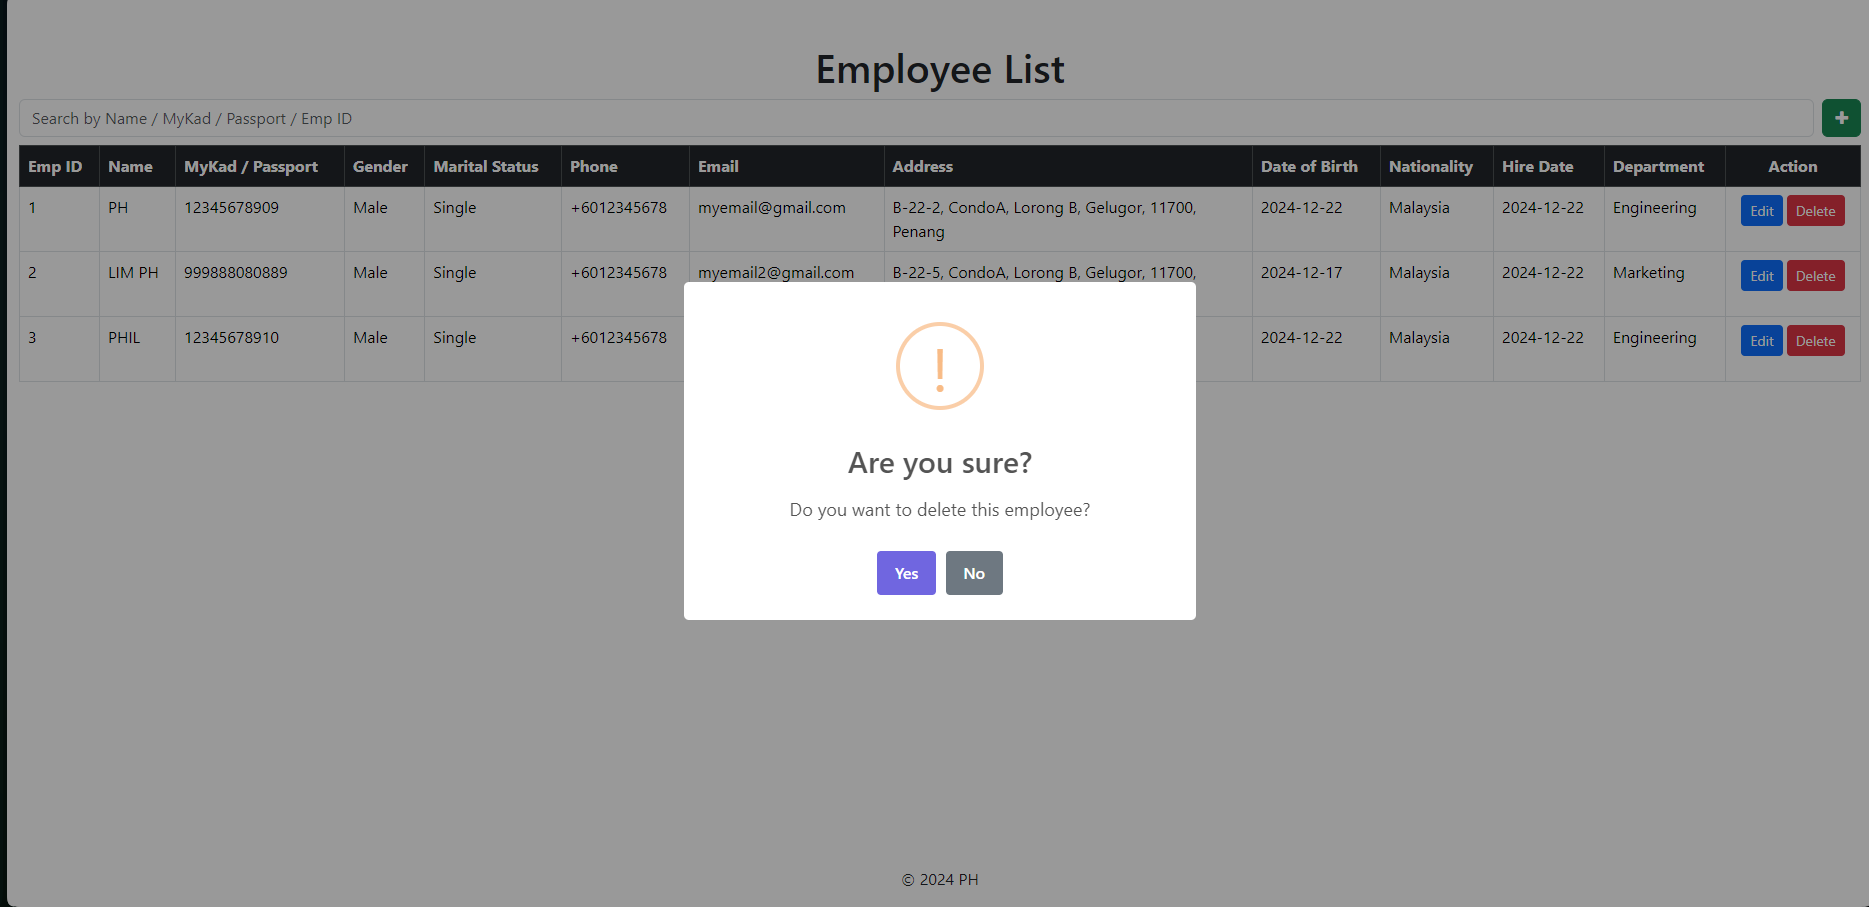 Employee List
Search by Name / MyKad / Passport / Emp ID
+
Emp ID Name MyKad / Passport Gender Marital Status Phone Email Address Date of Birth Nationality Hire Date Department Action
1 PH 12345678909 Male Single +6012345678 myemail@gmail.com B-22-2, CondoA, Lorong B, Gelugor, 11700, 2024-12-22 Malaysia 2024-12-22 Engineering Edit Delete
Penang
2 LIM PH 999888080889 Male Single +6012345678 myemail2@gmail.com B-22-5, CondoA, Lorong B, Gelugor, 11700, 2024-12-17 Malaysia 2024-12-22 Marketing Edit Delete
3 PHIL 12345678910 Male Single +6012345678 2024-12-22 Malaysia 2024-12-22 Engineering Edit Delete
!
Are you sure?
Do you want to delete this employee?
Yes No
© 2024 PH